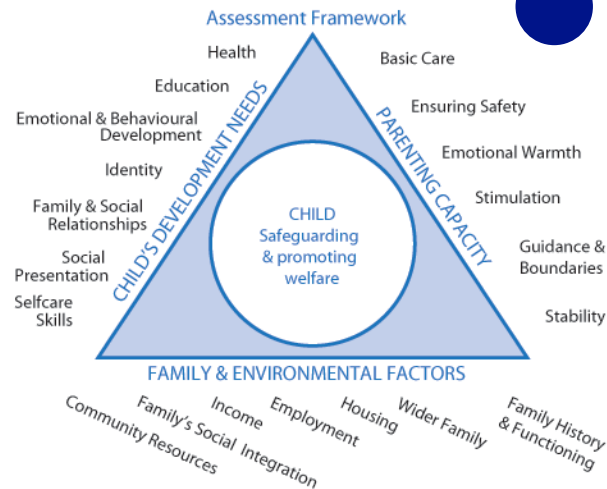 Assessment Framework
Health
Education
Emotional & Behavioural
Development
Identity
Family & Social
Relationships
Social
Presentation
Selfcare
Skills
CHILD'S DEVELOPMENT NEEDS
CHILD
Safeguarding
& promoting
welfare
PARENTING CAPACITY
Basic Care
Ensuring Safety
Emotional Warmth
Stimulation
Guidance &
Boundaries
Stability
FAMILY & ENVIRONMENTAL FACTORS
Community Resources
Family's Social Integration
Income
Employment
Housing
Wider Family
Family History
& Functioning